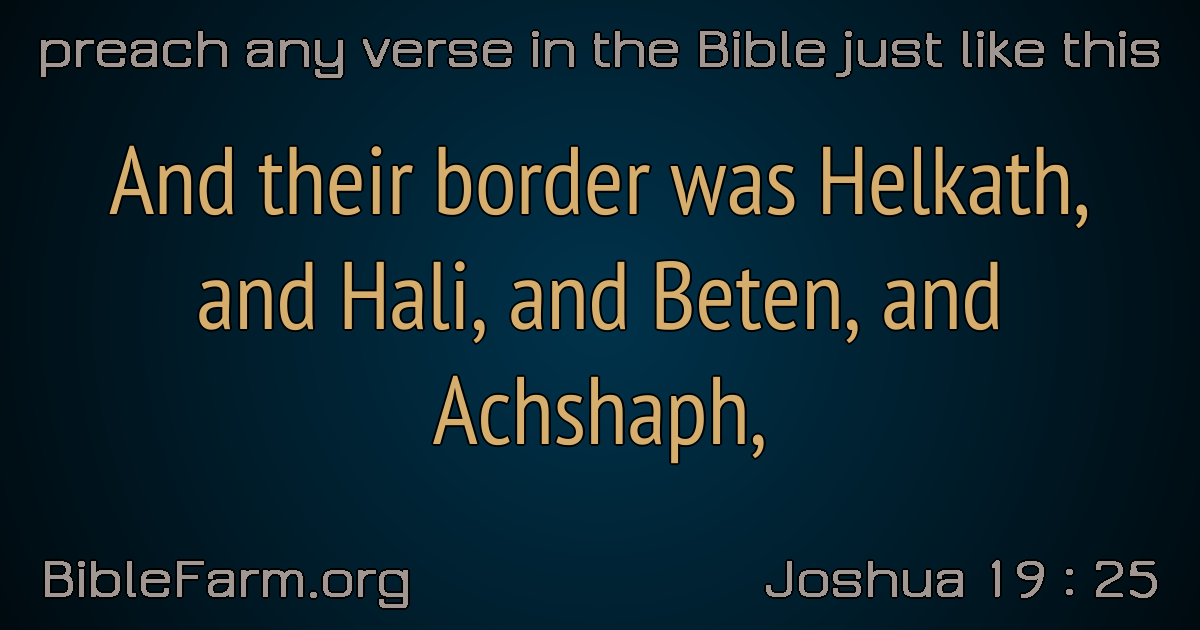 preach any verse in the Bible just like this
And their border was Helkath,
and Hali, and Beten, and
Achshaph,
BibleFarm.org
Joshua 19 : 25